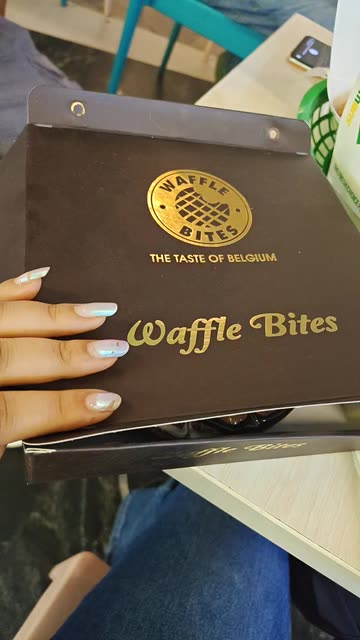 WAFFLE
BITES
THE TASTE OF BELGIUM
Waffle Bites
Waffle Bites